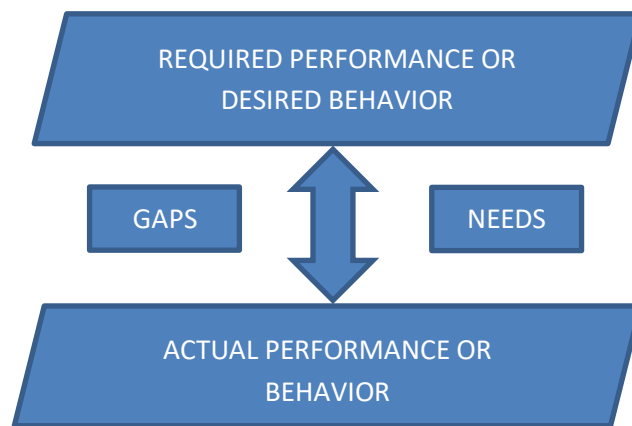 REQUIRED PERFORMANCE OR
DESIRED BEHAVIOR
GAPS
NEEDS
ACTUAL PERFORMANCE OR
BEHAVIOR